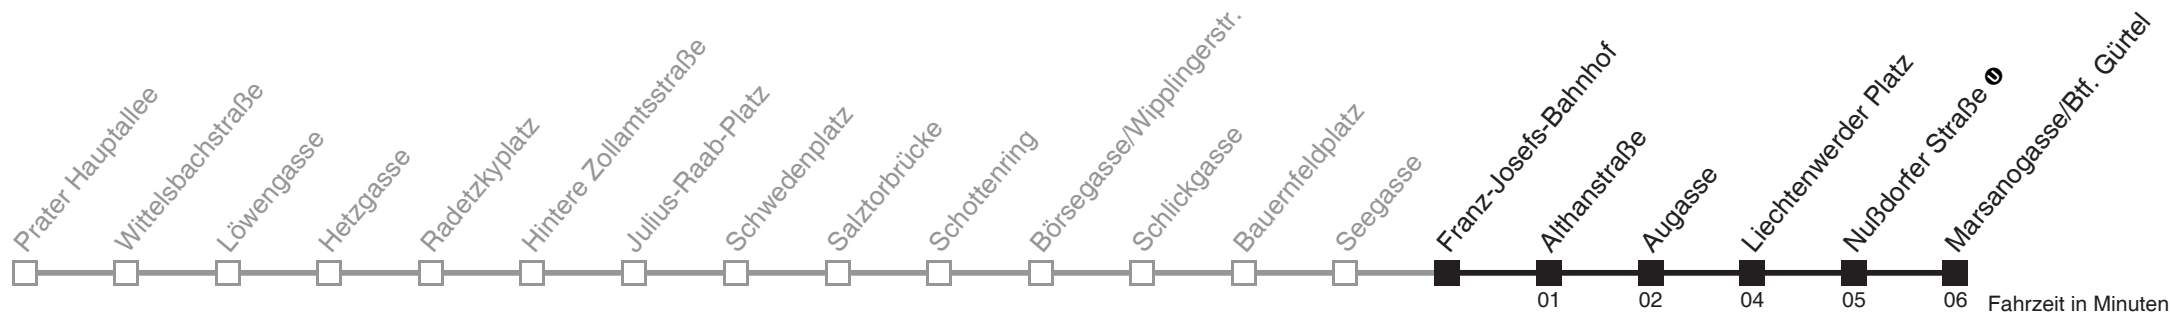 Prater Hauptallee
Wittelsbachstraße
Löwengasse
Hetzgasse
Radetzkyplatz
Hintere Zollamtsstraße
Julius-Raab-Platz
Schwedenplatz
Salztorbrücke
Schottenring
Börsegasse/Wipplingerstr.
Schlickgasse
Bauernfeldplatz
Seegasse
Franz-Josefs-Bahnhof
Althanstraße
Augasse
Liechtenwerder Platz
Nußdorfer Straße U
Marsanogasse/Btf. Gürtel
01 02 04 05 06 Fahrzeit in Minuten